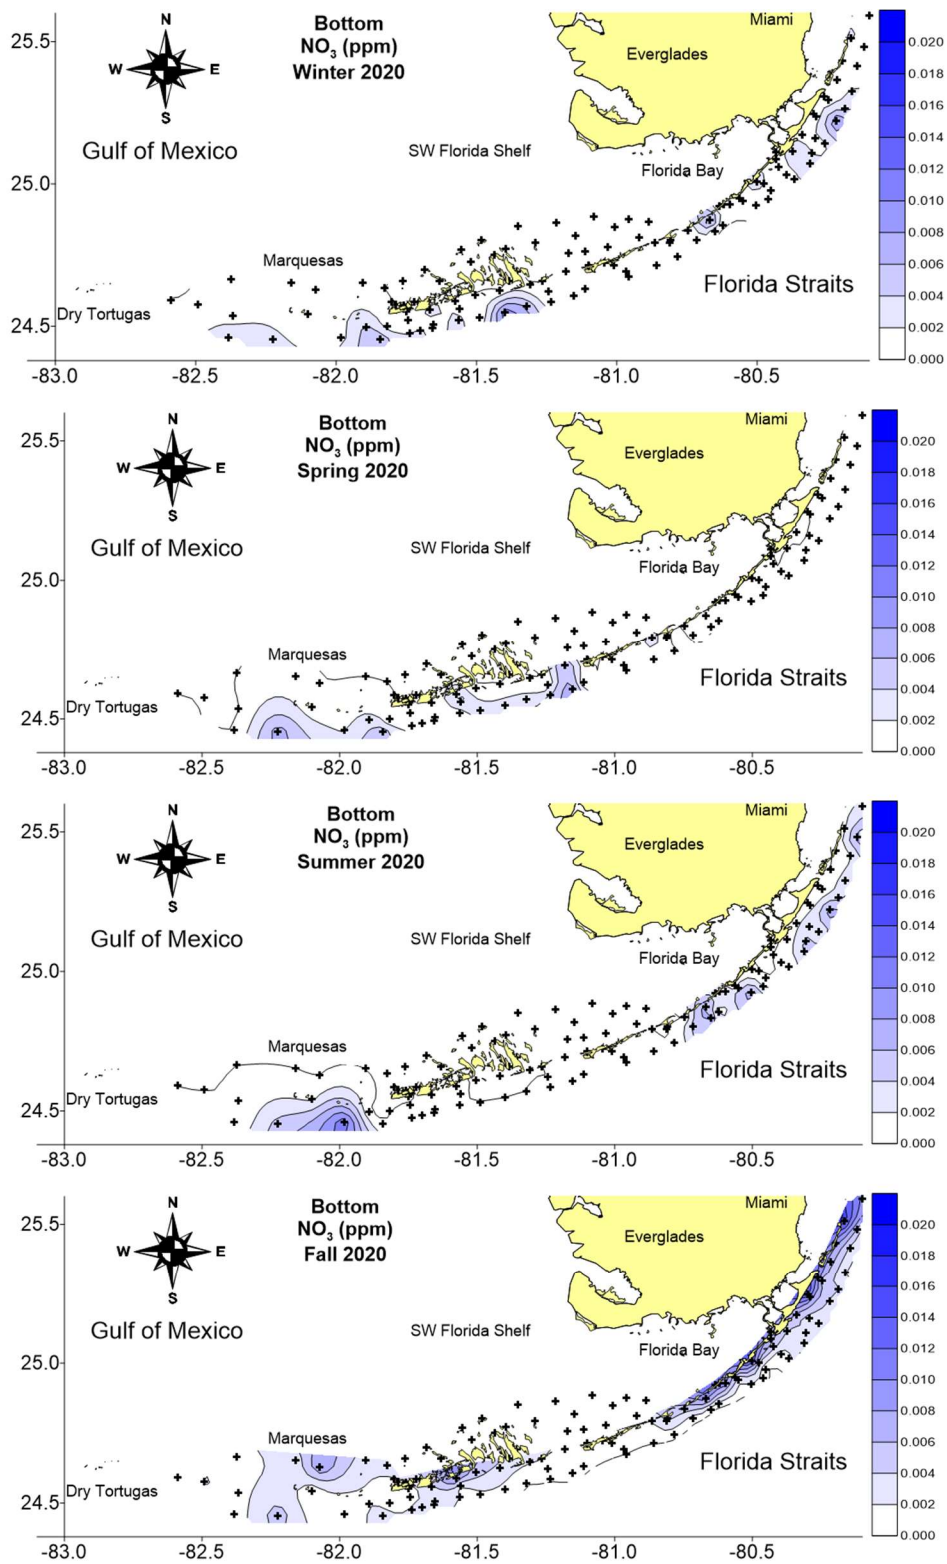 Bottom
NO3 (ppm)
Winter 2020
N
W E
S
Gulf of Mexico
SW Florida Shelf
Everglades
Miami
Florida Bay
Marquesas
Dry Tortugas
Florida Straits
25.5
25.0
24.5
-83.0 -82.5 -82.0 -81.5 -81.0 -80.5
0.020
0.018
0.016
0.014
0.012
0.010
0.008
0.006
0.004
0.002
0.000
Bottom
NO3 (ppm)
Spring 2020
N
W E
S
Gulf of Mexico
SW Florida Shelf
Everglades
Miami
Florida Bay
Marquesas
Dry Tortugas
Florida Straits
25.5
25.0
24.5
-83.0 -82.5 -82.0 -81.5 -81.0 -80.5
0.020
0.018
0.016
0.014
0.012
0.010
0.008
0.006
0.004
0.002
0.000
Bottom
NO3 (ppm)
Summer 2020
N
W E
S
Gulf of Mexico
SW Florida Shelf
Everglades
Miami
Florida Bay
Marquesas
Dry Tortugas
Florida Straits
25.5
25.0
24.5
-83.0 -82.5 -82.0 -81.5 -81.0 -80.5
0.020
0.018
0.016
0.014
0.012
0.010
0.008
0.006
0.004
0.002
0.000
Bottom
NO3 (ppm)
Fall 2020
N
W E
S
Gulf of Mexico
SW Florida Shelf
Everglades
Miami
Florida Bay
Marquesas
Dry Tortugas
Florida Straits
25.5
25.0
24.5
-83.0 -82.5 -82.0 -81.5 -81.0 -80.5
0.020
0.018
0.016
0.014
0.012
0.010
0.008
0.006
0.004
0.002
0.000